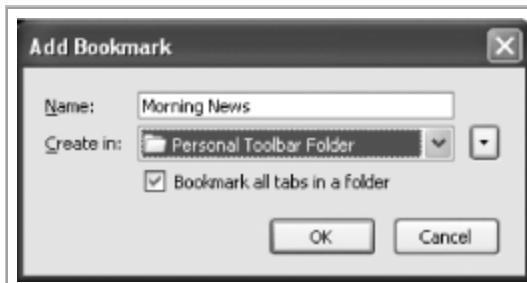 Add Bookmark
Name: Morning News
Create in: Personal Toolbar Folder
Bookmark all tabs in a folder
OK Cancel